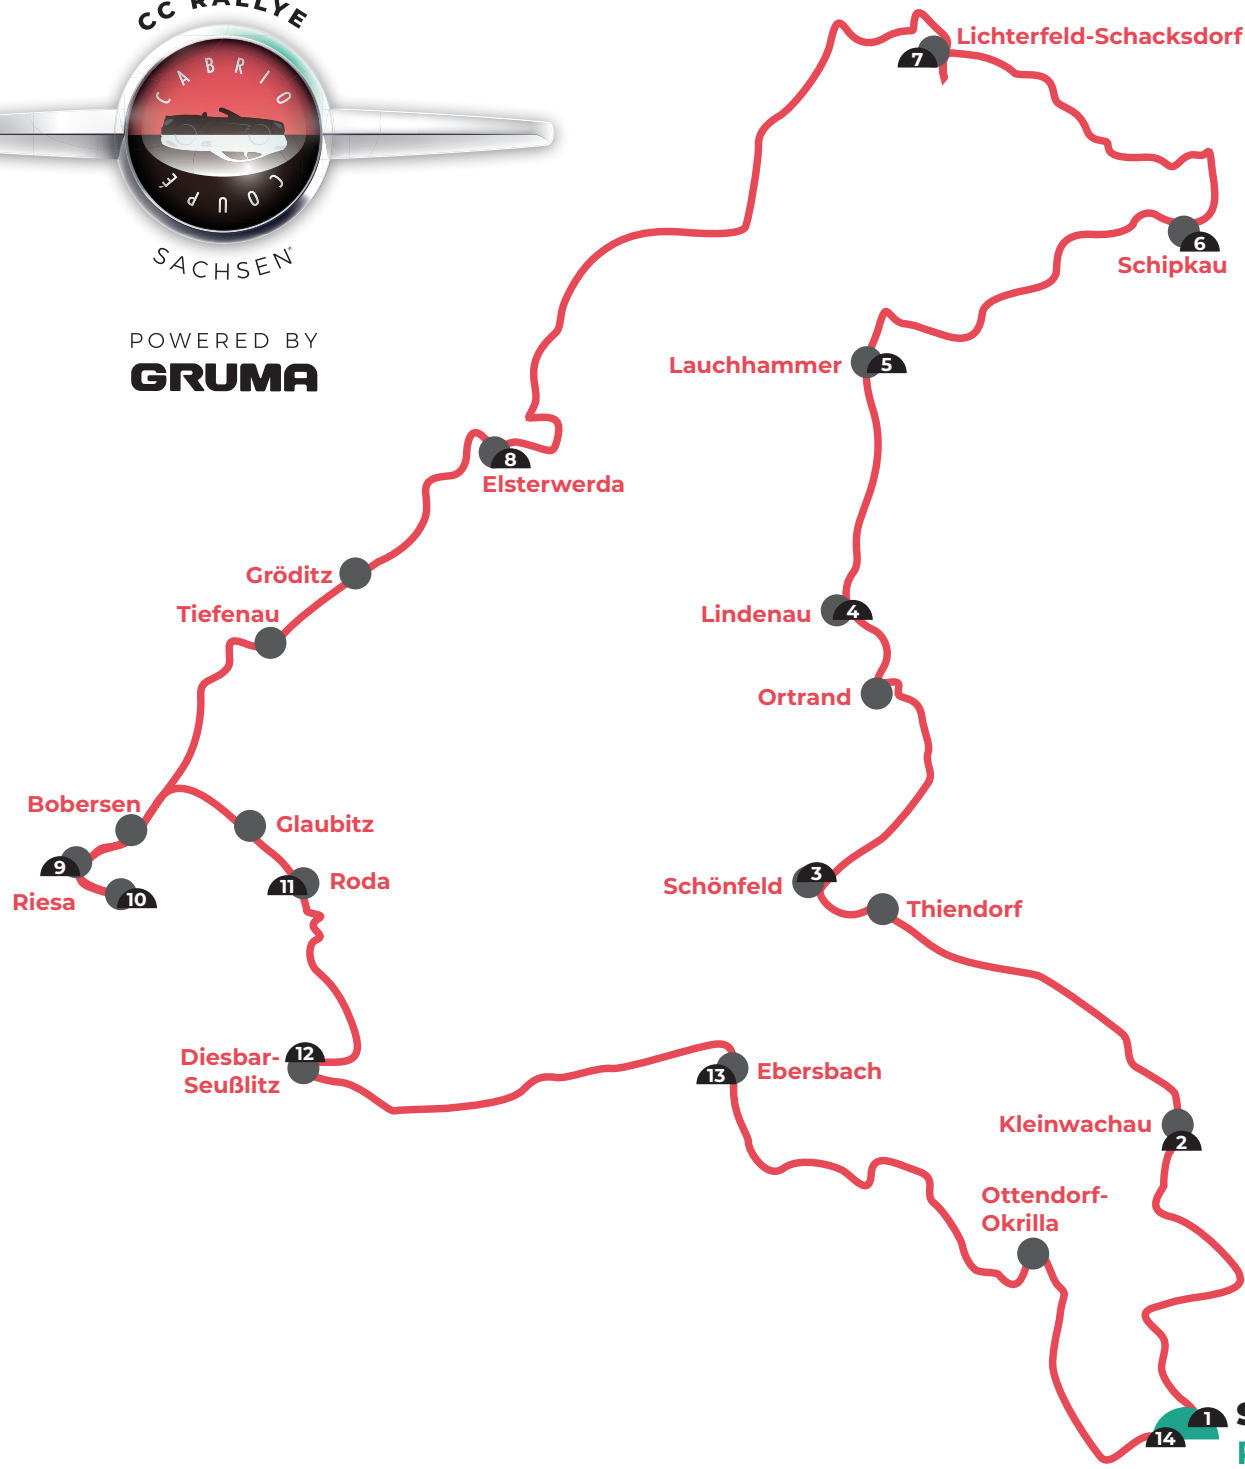 CC RALLYE
CABRIO
COUPÉ
SACHSEN
POWERED BY
GRUMA
Lichterfeld-Schacksdorf
7
6
Schipkau
Lauchhammer
5
8
Elsterwerda
Gröditz
Tiefenau
Lindenau
4
Ortrand
Bobersen
Glaubitz
9
Riesa
10
11
Roda
3
Schönfeld
Thiendorf
12
Diesbar-
Seußlitz
13
Ebersbach
Kleinwachau
2
Ottendorf-
Okrilla
1
14